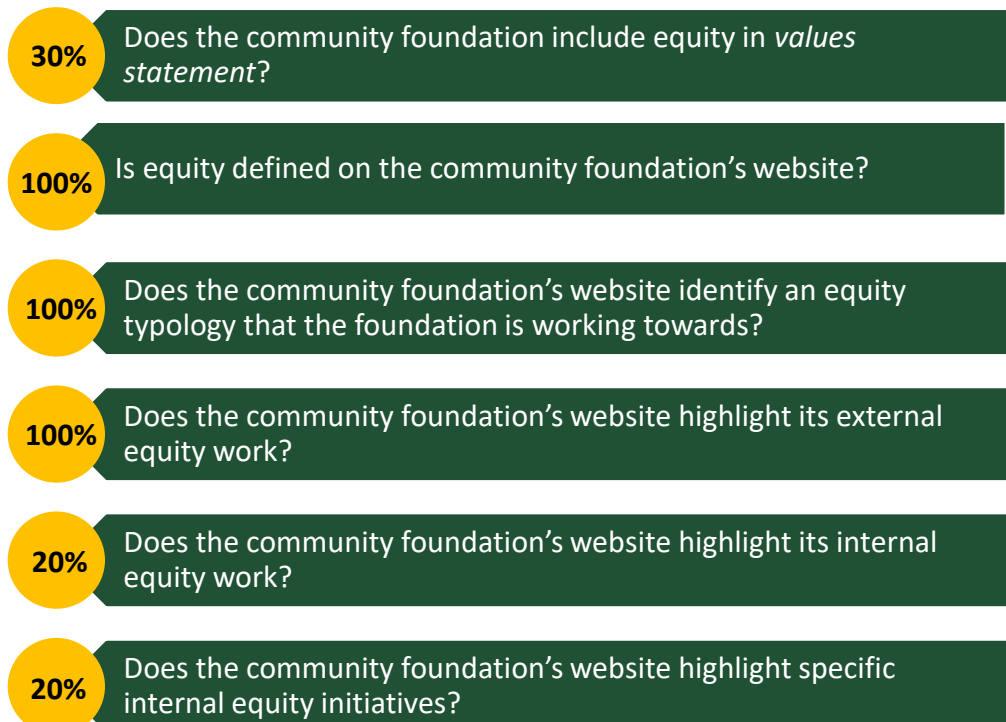 30%
Does the community foundation include equity in values
statement?
100%
Is equity defined on the community foundation’s website?
100%
Does the community foundation’s website identify an equity
typology that the foundation is working towards?
100%
Does the community foundation’s website highlight its external
equity work?
20%
Does the community foundation’s website highlight its internal
equity work?
20%
Does the community foundation’s website highlight specific
internal equity initiatives?